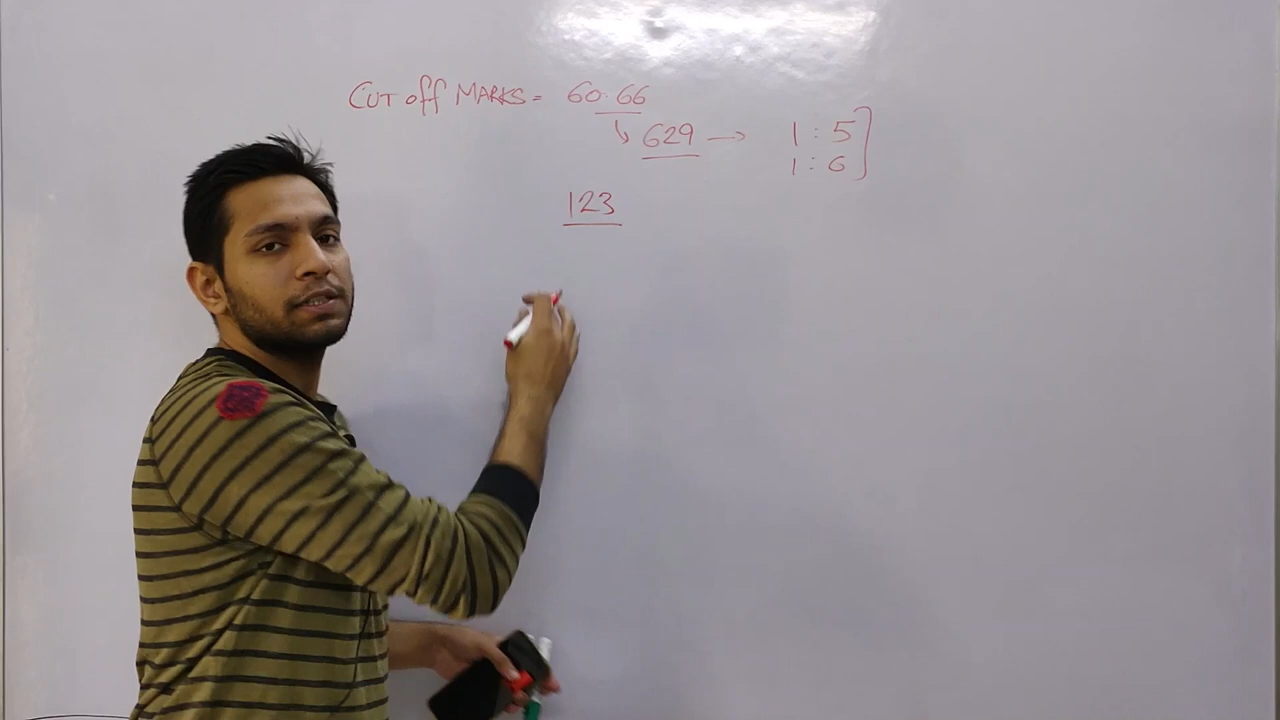 CUT off MARKS = 60.66
↳ 629 → 1 : 5
1 : 6
123